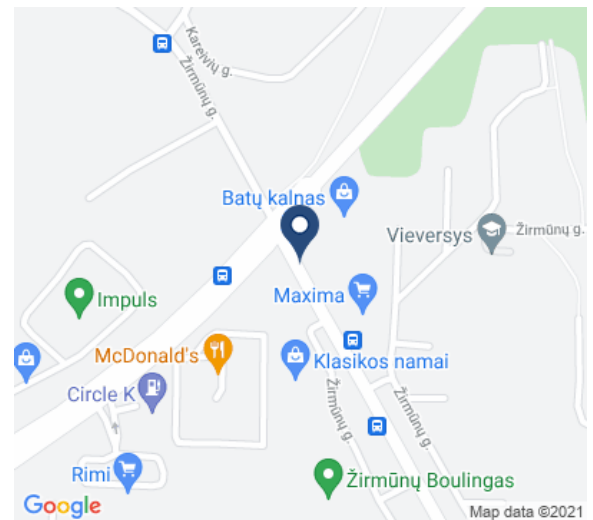 Kareivių g.
Žirmūnų g.
Batų kalnas
Vieversys
Žirmūnų g.
Maxima
Impuls
McDonald's
Klasikos namai
Circle K
Žirmūnų g.
Žirmūnų g.
Rimi
Žirmūnų Boulingas
Google
Map data ©2021